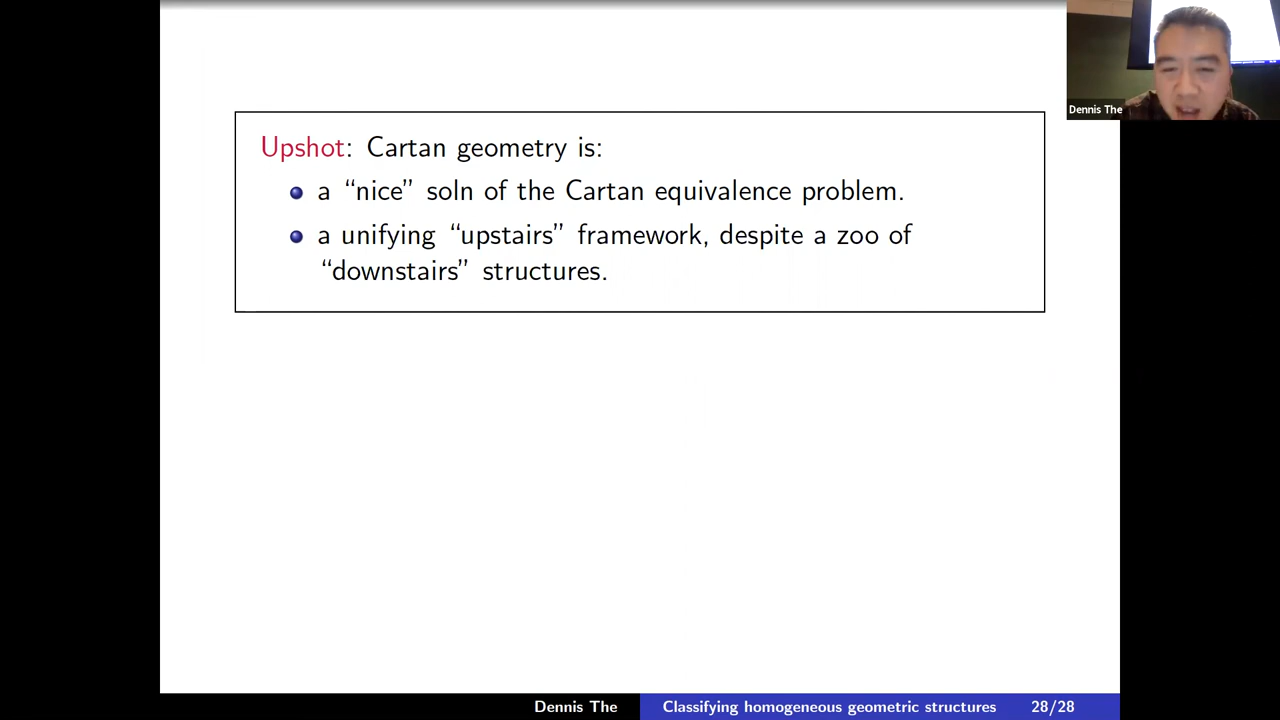 Dennis The
Upshot: Cartan geometry is:
a “nice” soln of the Cartan equivalence problem.
a unifying “upstairs” framework, despite a zoo of
“downstairs” structures.
Dennis The Classifying homogeneous geometric structures 28/28